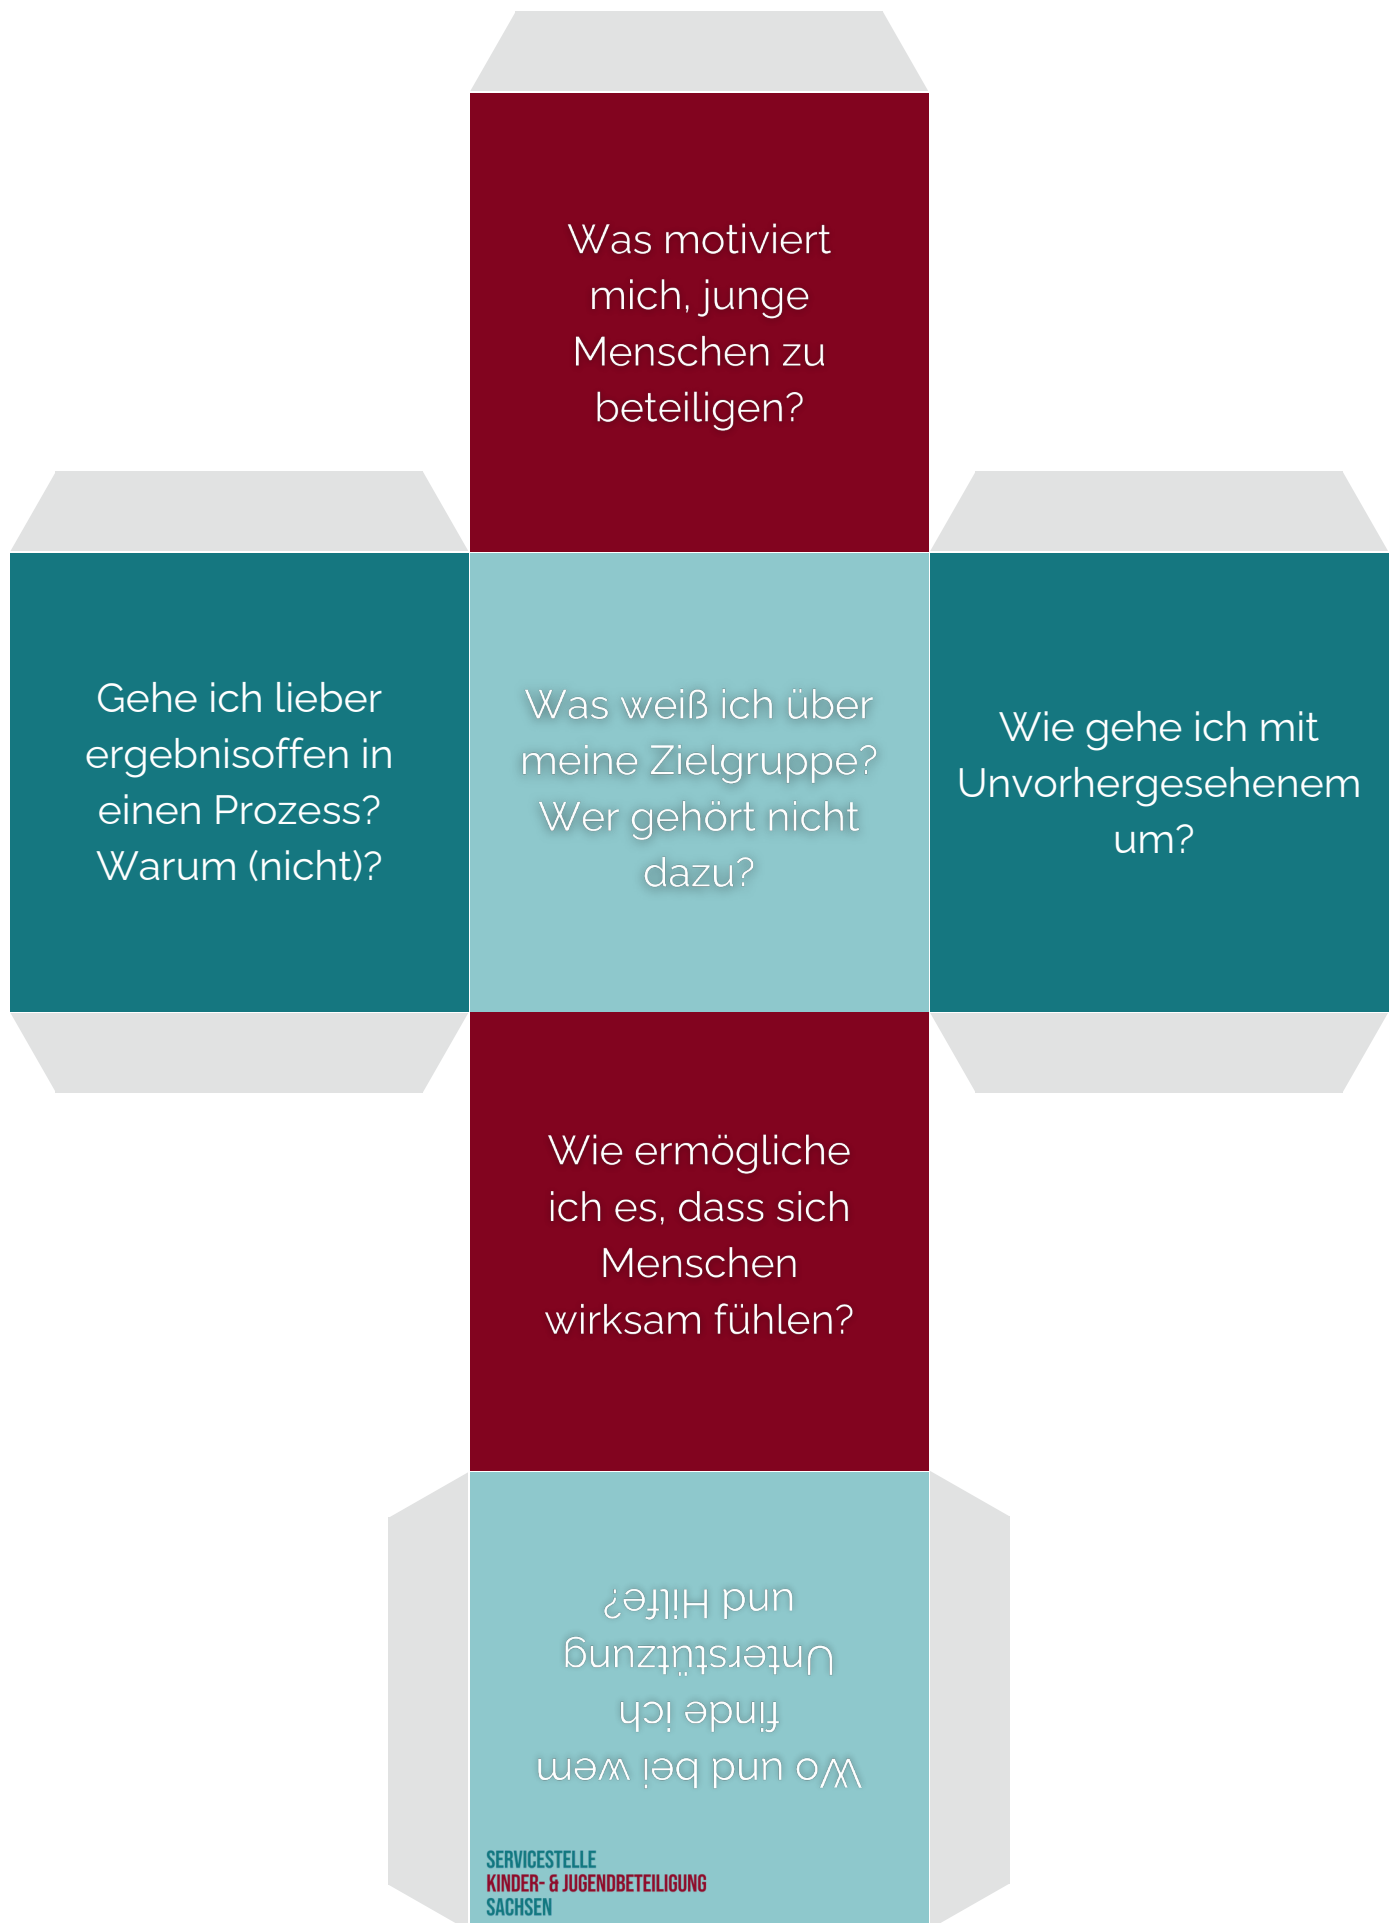 Was motiviert
mich, junge
Menschen zu
beteiligen?
Gehe ich lieber
ergebnisoffen in
einen Prozess?
Warum (nicht)?
Was weiß ich über
meine Zielgruppe?
Wer gehört nicht
dazu?
Wie gehe ich mit
Unvorhergesehenem
um?
Wie ermögliche
ich es, dass sich
Menschen
wirksam fühlen?
Wo und bei wem
finde ich
Unterstützung
und Hilfe?
SERVICESTELLE
KINDER- & JUGENDBETEILIGUNG
SACHSEN